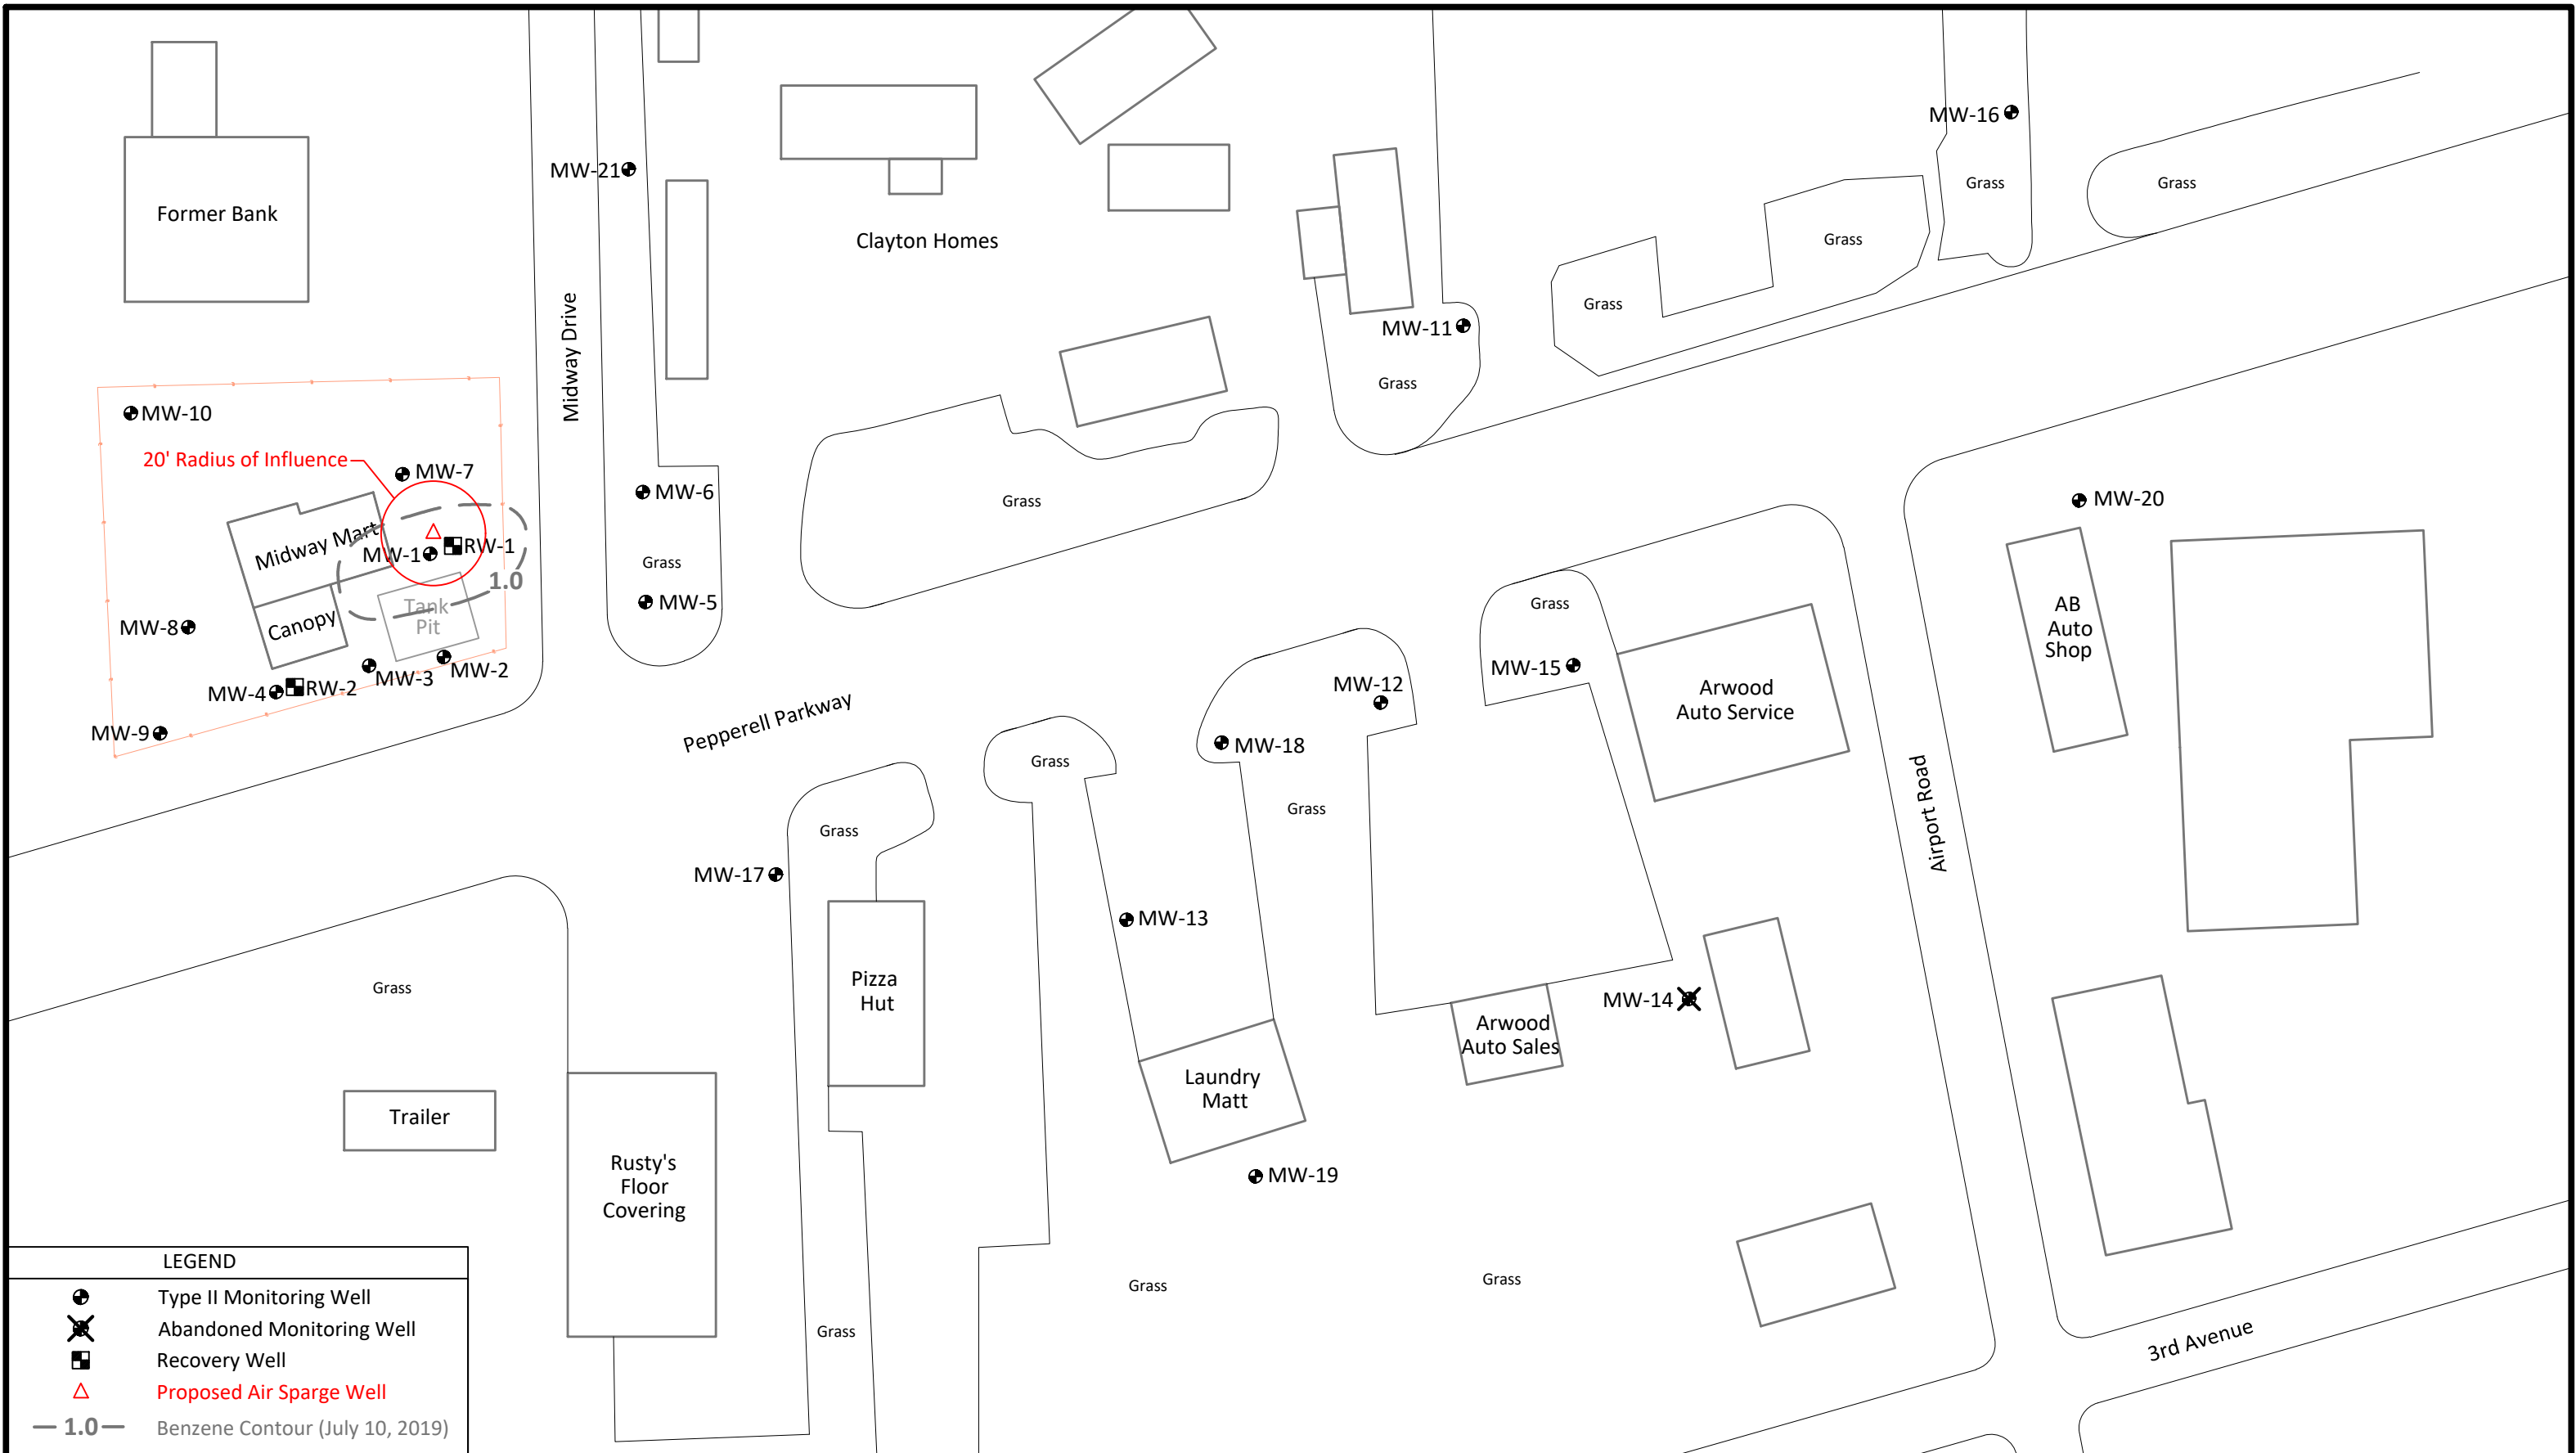 MW-16
MW-21
Grass
Grass
Former Bank
Clayton Homes
Grass
Grass
Midway Drive
MW-11
Grass
MW-10
20' Radius of Influence
MW-7
MW-6
Grass
MW-20
Midway Mart
MW-1
RW-1
1.0
Grass
MW-5
Tank
Pit
Canopy
MW-8
Grass
AB
Auto
Shop
MW-15
MW-2
MW-3
MW-4
RW-2
MW-12
Arwood
Auto Service
MW-9
Pepperell Parkway
MW-18
Grass
Grass
Airport Road
Grass
MW-17
MW-13
Pizza
Hut
Grass
MW-14
Arwood
Auto Sales
Laundry
Matt
Trailer
Rusty's
Floor
Covering
MW-19
Grass
Grass
Grass
3rd Avenue
LEGEND
Type II Monitoring Well
Abandoned Monitoring Well
Recovery Well
Proposed Air Sparge Well
1.0 Benzene Contour (July 10, 2019)